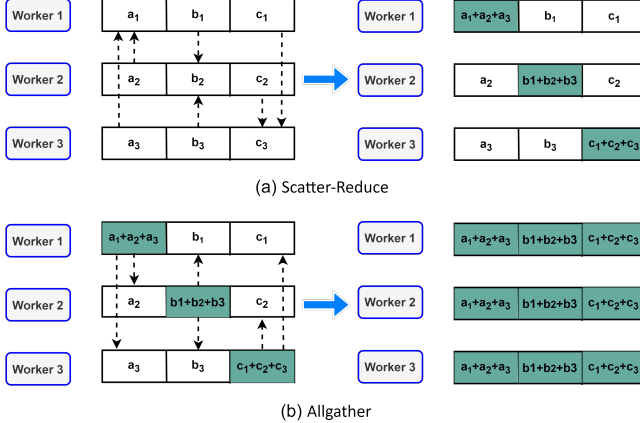 Worker 1 a₁ b₁ c₁ Worker 1 a₁+a₂+a₃ b₁ c₁
Worker 2 a₂ b₂ c₂ Worker 2 a₂ b1+b2+b3 c₂
Worker 3 a₃ b₃ c₃ Worker 3 a₃ b₃ c₁+c₂+c₃
(a) Scatter-Reduce
Worker 1 a₁+a₂+a₃ b₁ c₁ Worker 1 a₁+a₂+a₃ b1+b2+b3 c₁+c₂+c₃
Worker 2 a₂ b1+b2+b3 c₂ Worker 2 a₁+a₂+a₃ b1+b2+b3 c₁+c₂+c₃
Worker 3 a₃ b₃ c₁+c₂+c₃ Worker 3 a₁+a₂+a₃ b1+b2+b3 c₁+c₂+c₃
(b) Allgather